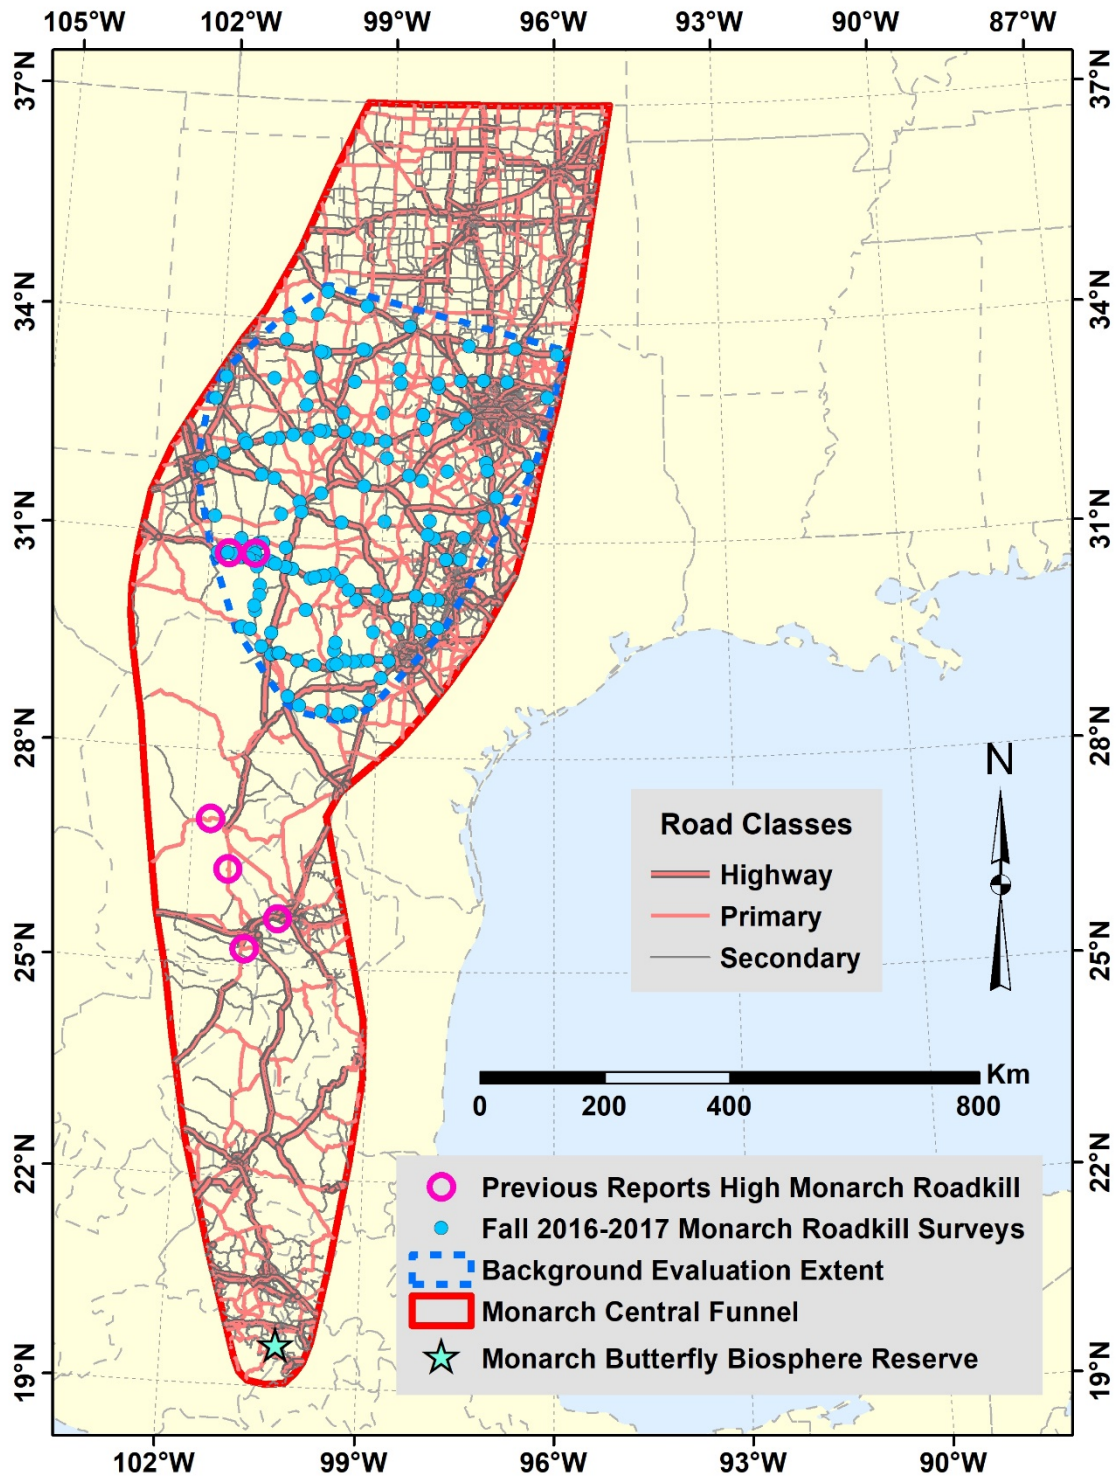 105°W 102°W 99°W 96°W 93°W 90°W 87°W
37°N 37°N
34°N 34°N
31°N 31°N
28°N 28°N
N
Road Classes
Highway
Primary
Secondary
25°N 25°N
Km
0 200 400 800
22°N 22°N
Previous Reports High Monarch Roadkill
Fall 2016-2017 Monarch Roadkill Surveys
Background Evaluation Extent
Monarch Central Funnel
Monarch Butterfly Biosphere Reserve
19°N 19°N
102°W 99°W 96°W 93°W 90°W